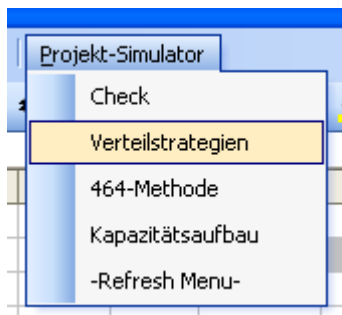 Projekt-Simulator
Check
Verteilstrategien
464-Methode
Kapazitätsaufbau
-Refresh Menu-